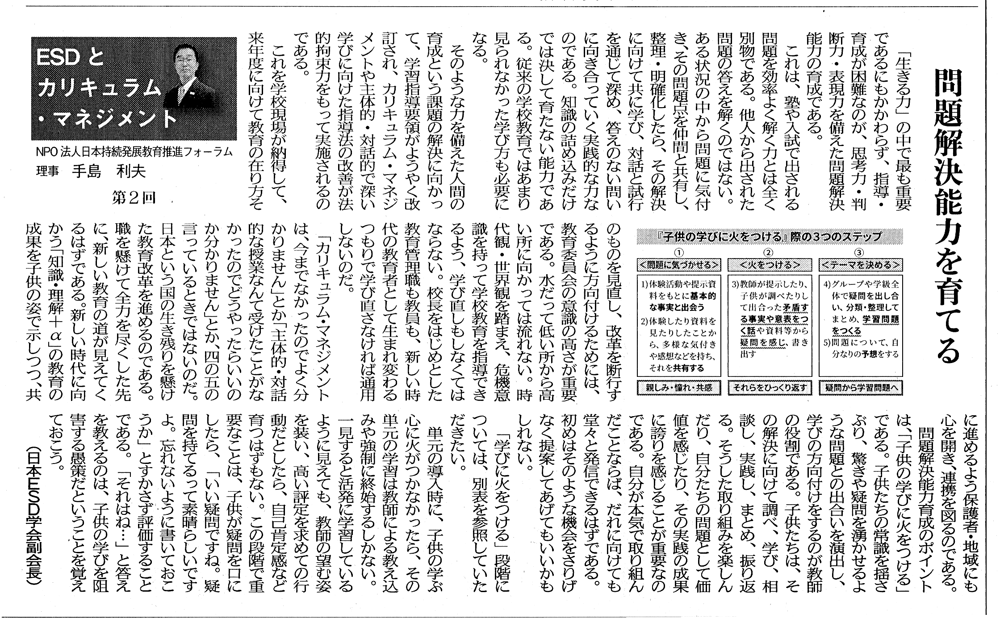 問題解決能力を育てる
「生きる力」の中で最も重要
であるにもかかわらず、指導・
育成が困難なのが、思考力・判
断力・表現力を備えた問題解決
能力の育成である。
これは、塾や入試で出される
問題を効率よく解く力とは全く
別物である。他人から出された
問題の答えを解くのではない。
ある状況の中から問題に気付
き、その問題点を仲間と共有し、
整理・明確化したら、その解決
に向けて共に学び、対話と試行
を通じて深め、答えのない問い
に向き合っていく実践的な力な
のである。知識の詰め込みだけ
では決して育たない能力であ
る。従来の学校教育ではあまり
見られなかった学び方も必要に
なる。
そのような力を備えた人間の
育成という課題の解決に向かっ
て、学習指導要領がようやく改
訂され、カリキュラム・マネジ
メントや主体的・対話的で深い
学びに向けた指導法の改善が法
的拘束力をもって実施されるの
である。
これを学校現場が納得して、
来年度に向けて教育の在り方そ
ESDと
カリキュラム
・マネジメント
NPO法人日本持続発展教育推進フォーラム
理事 手島 利夫
第2回
『子供の学びに火をつける』際の3つのステップ
①
<問題に気づかせる>
1)体験活動や提示資
料をもとに基本的
な事実と出会う
2)体験したり資料を
見たりしたことか
ら、多様な気付き
や感想などを持ち、
それを共有する
親しみ・憧れ・共感
②
<火をつける>
3)教師が提示したり、
子供が調べたりし
て出合った矛盾す
る事実や意表をつ
く話や資料等から
疑問を感じ、書き
出す
それらをひっくり返す
③
<テーマを決める>
4)グループや学級全
体で疑問を出し合
い、分類・整理して
まとめ、学習問題
をつくる
5)問題について、自
分なりの予想をする
疑問から学習問題へ
のものを見直し、改革を断行す
るように方向付けるためには、
教育委員会の意識の高さが重要
である。水だって低い所から高
い所に向かっては流れない。時
代観・世界観を踏まえ、危機意
識を持って学校教育を指導でき
るよう、学び直しもしなくては
ならない。校長をはじめとした
教育管理職も教員も、新しい時
代の教育者として生まれ変わる
つもりで学び直さなければ通用
しないのだ。
「カリキュラム・マネジメント
は、今までなかったのでよく分
かりません」とか「主体的・対話
的な授業なんて受けたことがな
かったのでどうやったらいいの
か分かりません」とか、四の五の
言っているときではないのだ。
日本という国の生き残りを懸け
た教育改革を進めるのである。
職を懸けて全力を尽くした先
に、新しい教育の道が見えてく
るはずである。新しい時代に向
かう「知識・理解＋α」の教育の
成果を子供の姿で示しつつ、共
に進めるよう保護者・地域にも
心を開き、連携を図るのである。
問題解決能力育成のポイント
は、「子供の学びに火をつける」
である。子供たちの常識を揺さ
ぶり、驚きや疑問を湧かせるよ
うな問題との出合いを演出し、
学びの方向付けをするのが教師
の役割である。子供たちは、そ
の解決に向けて調べ、学び、相
談し、実践し、まとめ、振り返
る。そうした取り組みを楽しん
だり、自分たちの問題として価
値を感じたり、その実践の成果
に誇りを感じることが重要なの
である。自分が本気で取り組ん
だことならば、だれに向けても
堂々と発信できるはずである。
初めはそのような機会をさりげ
なく提案してあげてもいいかも
しれない。
「学びに火をつける」段階に
ついては、別表を参照していた
だきたい。
単元の導入時に、子供の学ぶ
心に火がつかなかったら、その
単元の学習は教師による教え込
みや強制に終始するしかない。
一見すると活発に学習している
ように見えても、教師の望む姿
を装い、高い評定を求めての行
動だとしたら、自己肯定感など
育つはずもない。この段階で重
要なことは、子供が疑問を口に
したら、「いい疑問ですね。疑
問を持てるって素晴らしいです
よ。忘れないように書いておこ
うか」とすかさず評価すること
である。「それはね…」と答え
を教えるのは、子供の学びを阻
害する愚策だということを覚え
ておこう。
（日本ESD学会副会長）